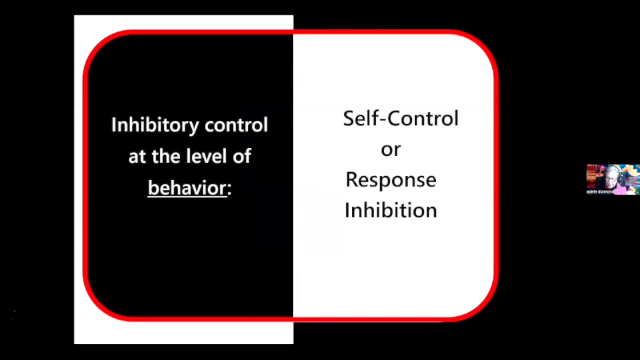 Inhibitory control
at the level of
behavior:
Self-Control
or
Response
Inhibition